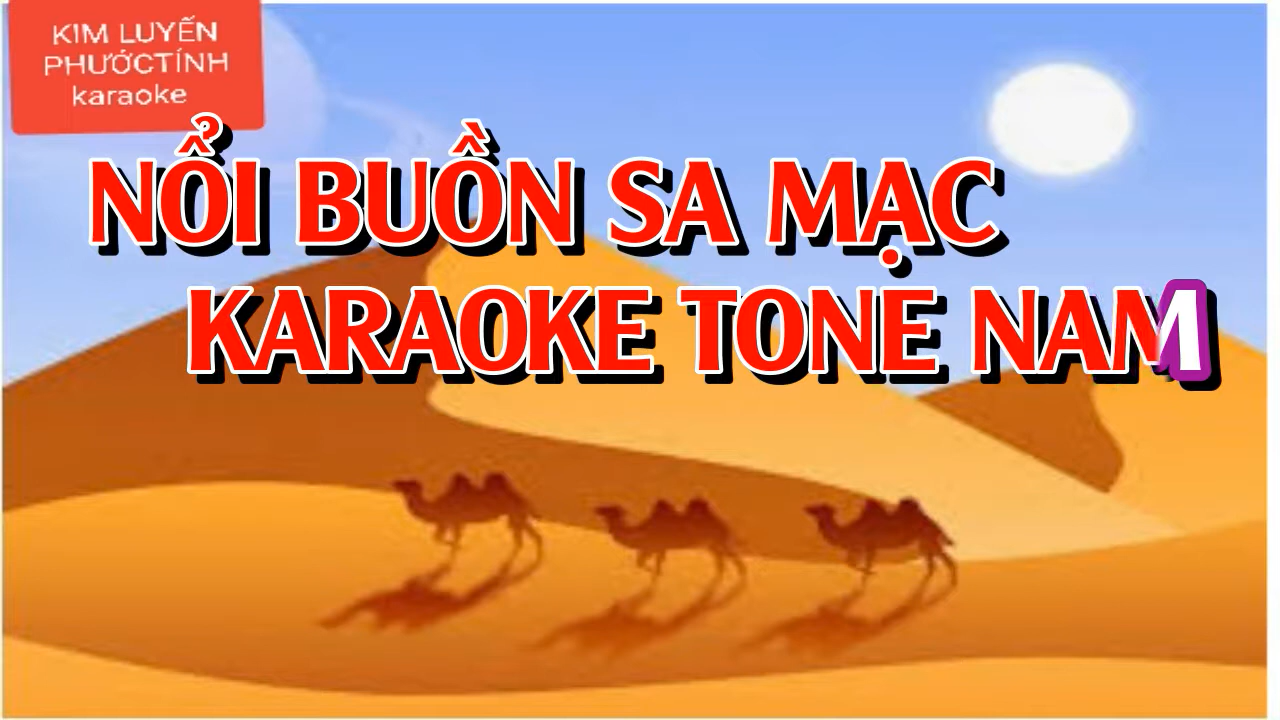 KIM LUYẾN
PHƯỚCTÍNH
karaoke
NỔI BUỒN SA MẠC
KARAOKE TONE NAM